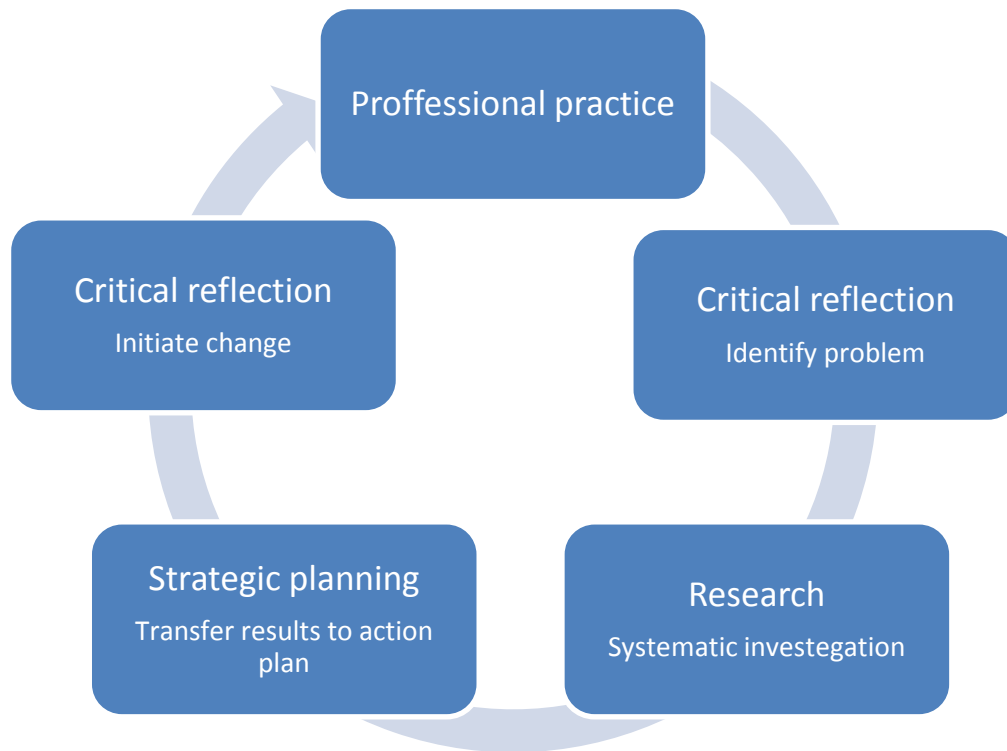 Proffessional practice
Critical reflection
Identify problem
Research
Systematic investegation
Strategic planning
Transfer results to action
plan
Critical reflection
Initiate change